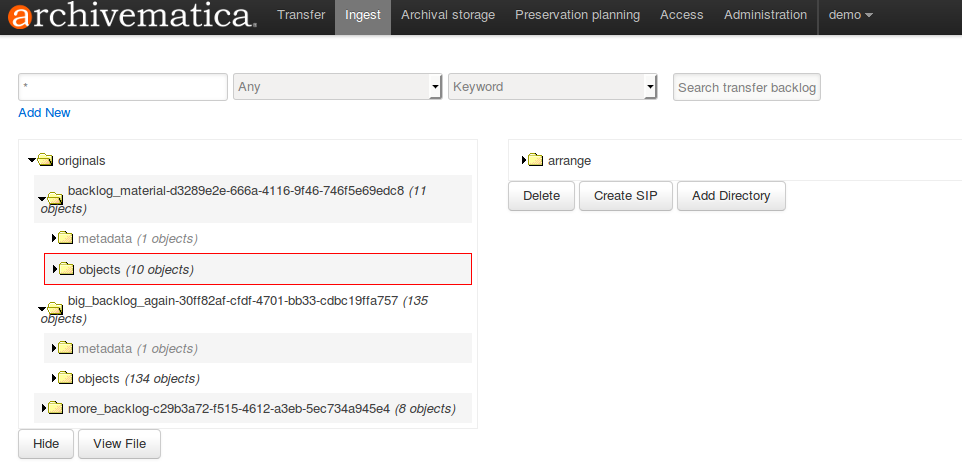 archivematica.
Transfer Ingest Archival storage Preservation planning Access Administration demo
* Any Keyword Search transfer backlog
Add New
originals
backlog_material-d3289e2e-666a-4116-9f46-746f5e69edc8 (11
objects)
metadata (1 objects)
objects (10 objects)
big_backlog_again-30ff82af-cfdf-4701-bb33-cdbc19ffa757 (135
objects)
metadata (1 objects)
objects (134 objects)
more_backlog-c29b3a72-f515-4612-a3eb-5ec734a945e4 (8 objects)
Hide View File
arrange
Delete Create SIP Add Directory